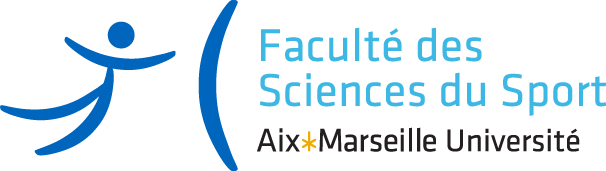 Faculté des
Sciences du Sport
Aix*Marseille Université